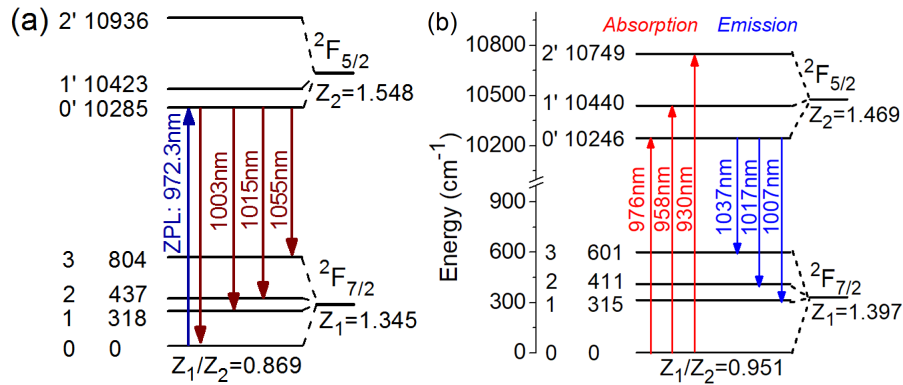 (a)
2' 10936
²F₅/₂
1' 10423
0' 10285
Z₂=1.548
ZPL: 972.3nm
1003nm
1015nm
1055nm
3 804
²F₇/₂
2 437
1 318
Z₁=1.345
0 0
Z₁/Z₂=0.869
(b)
Absorption Emission
Energy (cm⁻¹)
10800
10500
10200
900
600
300
0
2' 10749
²F₅/₂
1' 10440
Z₂=1.469
0' 10246
976nm
958nm
930nm
1037nm
1017nm
1007nm
3 601
²F₇/₂
2 411
1 315
Z₁=1.397
0 0
Z₁/Z₂=0.951